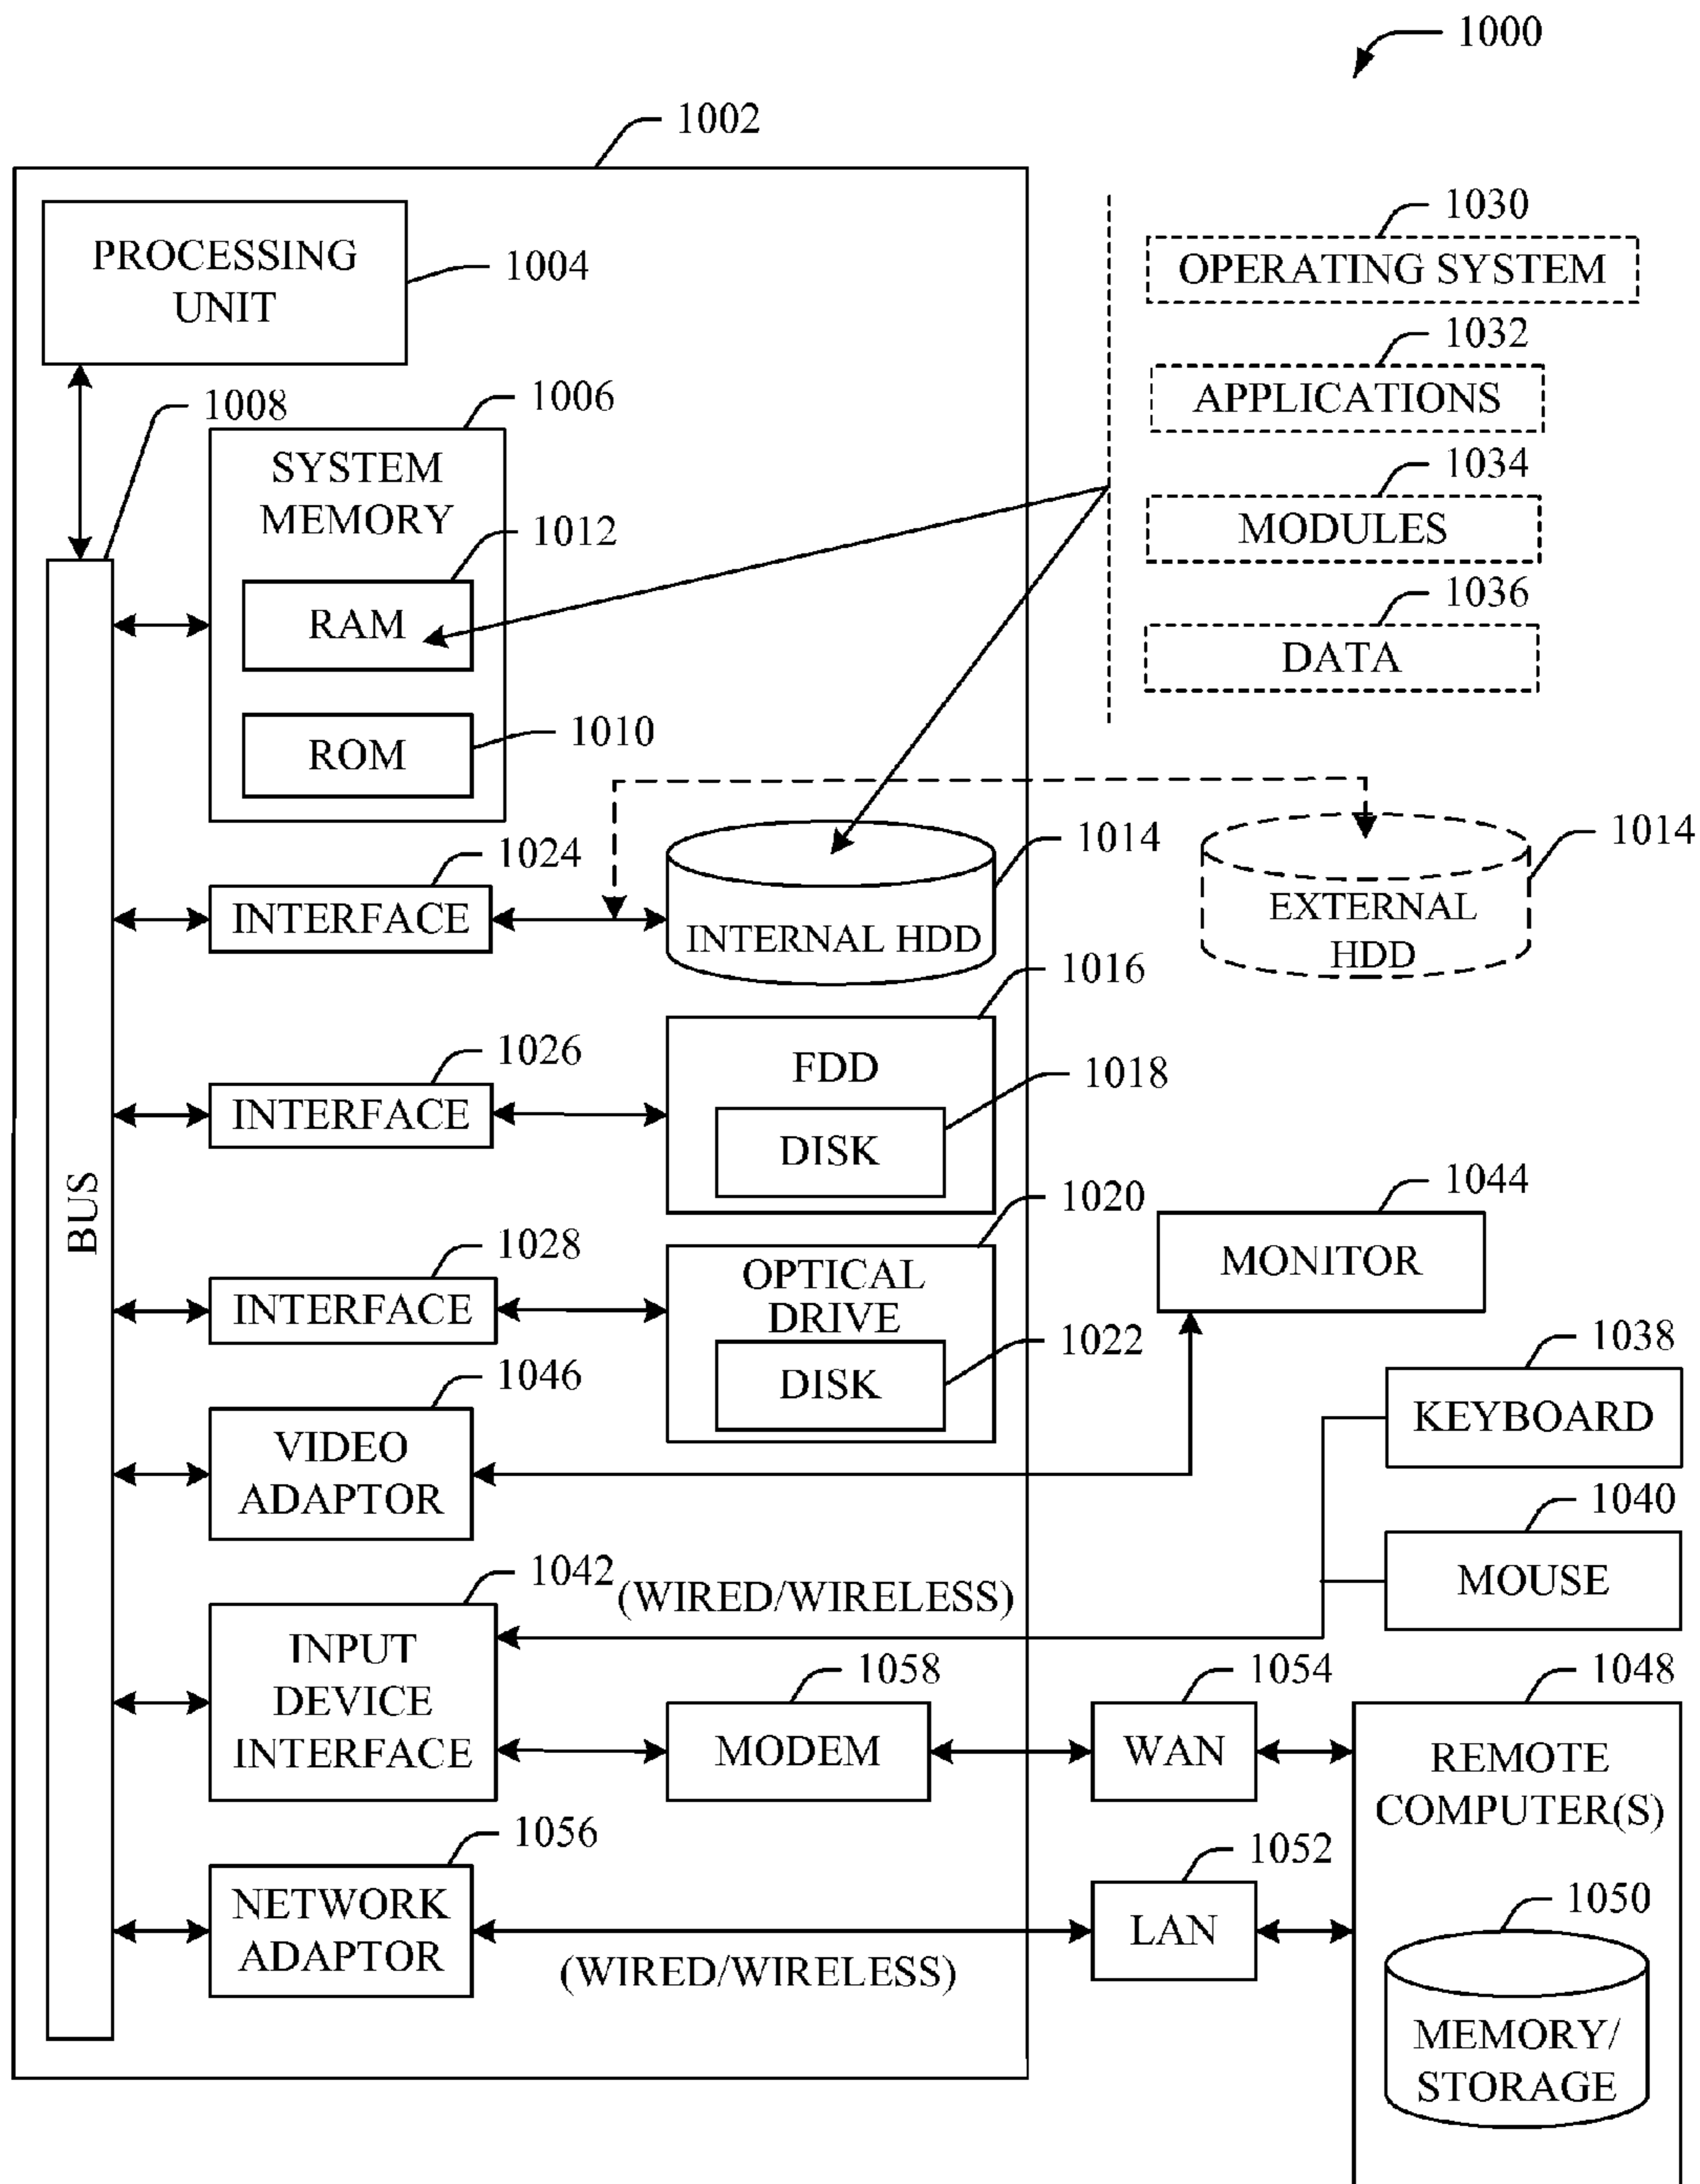 1000
1002
PROCESSING
UNIT
1004
1030
OPERATING SYSTEM
1032
APPLICATIONS
1034
MODULES
1036
DATA
1008
1006
SYSTEM
MEMORY
1012
RAM
1010
ROM
1024
INTERFACE
1014
INTERNAL HDD
1014
EXTERNAL
HDD
1016
FDD
1026
INTERFACE
1018
DISK
BUS
1020
OPTICAL
DRIVE
1028
INTERFACE
1022
DISK
1044
MONITOR
1046
VIDEO
ADAPTOR
1038
KEYBOARD
1040
MOUSE
1042
(WIRED/WIRELESS)
INPUT
DEVICE
INTERFACE
1058
MODEM
1054
WAN
1048
REMOTE
COMPUTER(S)
1056
NETWORK
ADAPTOR
(WIRED/WIRELESS)
1052
LAN
1050
MEMORY/
STORAGE